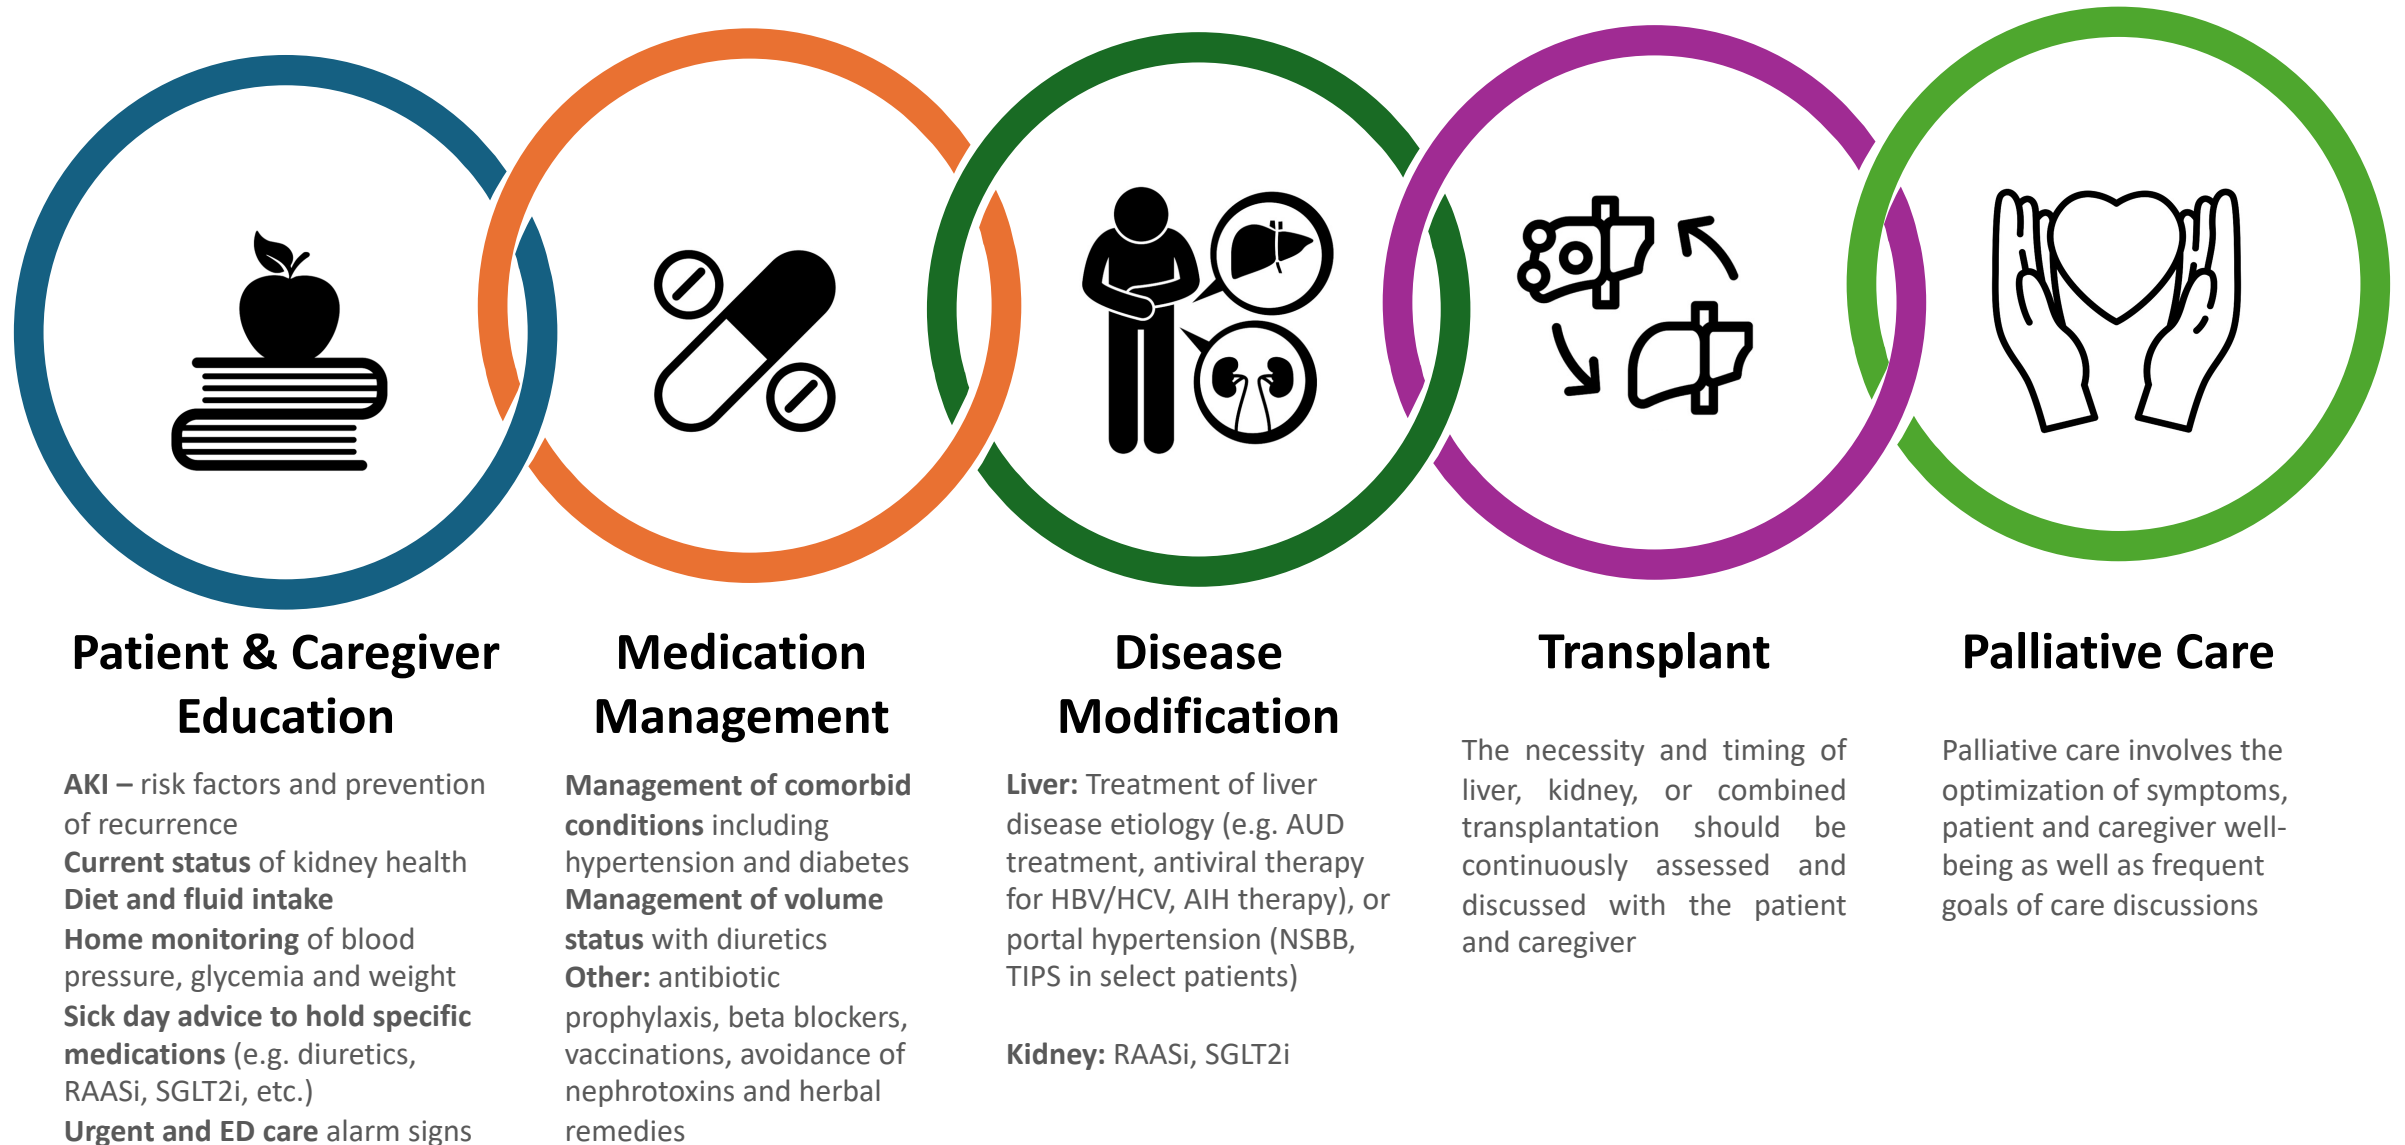 Patient & Caregiver
Education
AKI – risk factors and prevention
of recurrence
Current status of kidney health
Diet and fluid intake
Home monitoring of blood
pressure, glycemia and weight
Sick day advice to hold specific
medications (e.g. diuretics,
RAASi, SGLT2i, etc.)
Urgent and ED care alarm signs
Medication
Management
Management of comorbid
conditions including
hypertension and diabetes
Management of volume
status with diuretics
Other: antibiotic
prophylaxis, beta blockers,
vaccinations, avoidance of
nephrotoxins and herbal
remedies
Disease
Modification
Liver: Treatment of liver
disease etiology (e.g. AUD
treatment, antiviral therapy
for HBV/HCV, AIH therapy), or
portal hypertension (NSBB,
TIPS in select patients)
Kidney: RAASi, SGLT2i
Transplant
The necessity and timing of
liver, kidney, or combined
transplantation should be
continuously assessed and
discussed with the patient
and caregiver
Palliative Care
Palliative care involves the
optimization of symptoms,
patient and caregiver well-
being as well as frequent
goals of care discussions